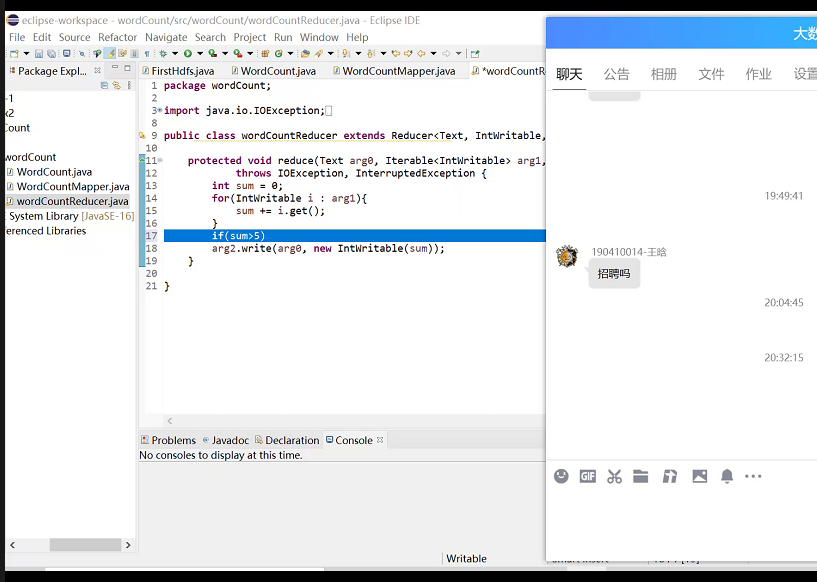 eclipse-workspace - wordCount/src/wordCount/wordCountReducer.java - Eclipse IDE
File Edit Source Refactor Navigate Search Project Run Window Help
Package Expl...
-1
x2
Count
wordCount
WordCount.java
WordCountMapper.java
wordCountReducer.java
System Library [JavaSE-16]
ferenced Libraries
FirstHdfs.java WordCount.java WordCountMapper.java *wordCountR
1 package wordCount;
2
3 import java.io.IOException;
8
9 public class wordCountReducer extends Reducer<Text, IntWritable,
10
11 protected void reduce(Text arg0, Iterable<IntWritable> arg1,
12 throws IOException, InterruptedException {
13 int sum = 0;
14 for(IntWritable i : arg1){
15 sum += i.get();
16 }
17 if(sum>5)
18 arg2.write(arg0, new IntWritable(sum));
19 }
20
21 }
Problems Javadoc Declaration Console
No consoles to display at this time.
Writable
大数
聊天 公告 相册 文件 作业 设置
19:49:41
190410014-王晗
招聘吗
20:04:45
20:32:15
GIF